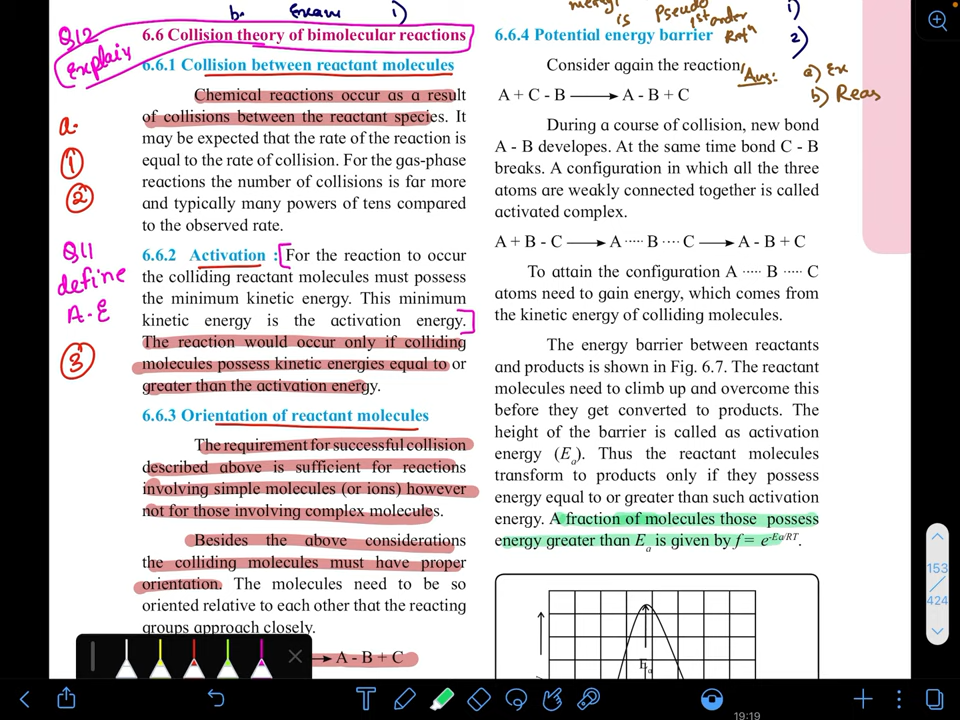 b. Exam 1)
is Pseudo
1st order
Rexn
1)
2)
Ans:
a) Ex
b) Reas
Q12
Explain
a.
1
2
Q11
define
A.E
3
6.6 Collision theory of bimolecular reactions
6.6.1 Collision between reactant molecules
Chemical reactions occur as a result
of collisions between the reactant species. It
may be expected that the rate of the reaction is
equal to the rate of collision. For the gas-phase
reactions the number of collisions is far more
and typically many powers of tens compared
to the observed rate.
6.6.2 Activation : For the reaction to occur
the colliding reactant molecules must possess
the minimum kinetic energy. This minimum
kinetic energy is the activation energy.
The reaction would occur only if colliding
molecules possess kinetic energies equal to or
greater than the activation energy.
6.6.3 Orientation of reactant molecules
The requirement for successful collision
described above is sufficient for reactions
involving simple molecules (or ions) however
not for those involving complex molecules.
Besides the above considerations
the colliding molecules must have proper
orientation. The molecules need to be so
oriented relative to each other that the reacting
groups approach closely.
A - B + C
6.6.4 Potential energy barrier
Consider again the reaction,
A + C - B ⟶ A - B + C
During a course of collision, new bond
A - B developes. At the same time bond C - B
breaks. A configuration in which all the three
atoms are weakly connected together is called
activated complex.
A + B - C ⟶ A ····· B ···· C ⟶ A - B + C
To attain the configuration A ····· B ····· C
atoms need to gain energy, which comes from
the kinetic energy of colliding molecules.
The energy barrier between reactants
and products is shown in Fig. 6.7. The reactant
molecules need to climb up and overcome this
before they get converted to products. The
height of the barrier is called as activation
energy (Ea). Thus the reactant molecules
transform to products only if they possess
energy equal to or greater than such activation
energy. A fraction of molecules those possess
energy greater than Ea is given by f = e-Ea/RT.
Ea
153
424
19:19